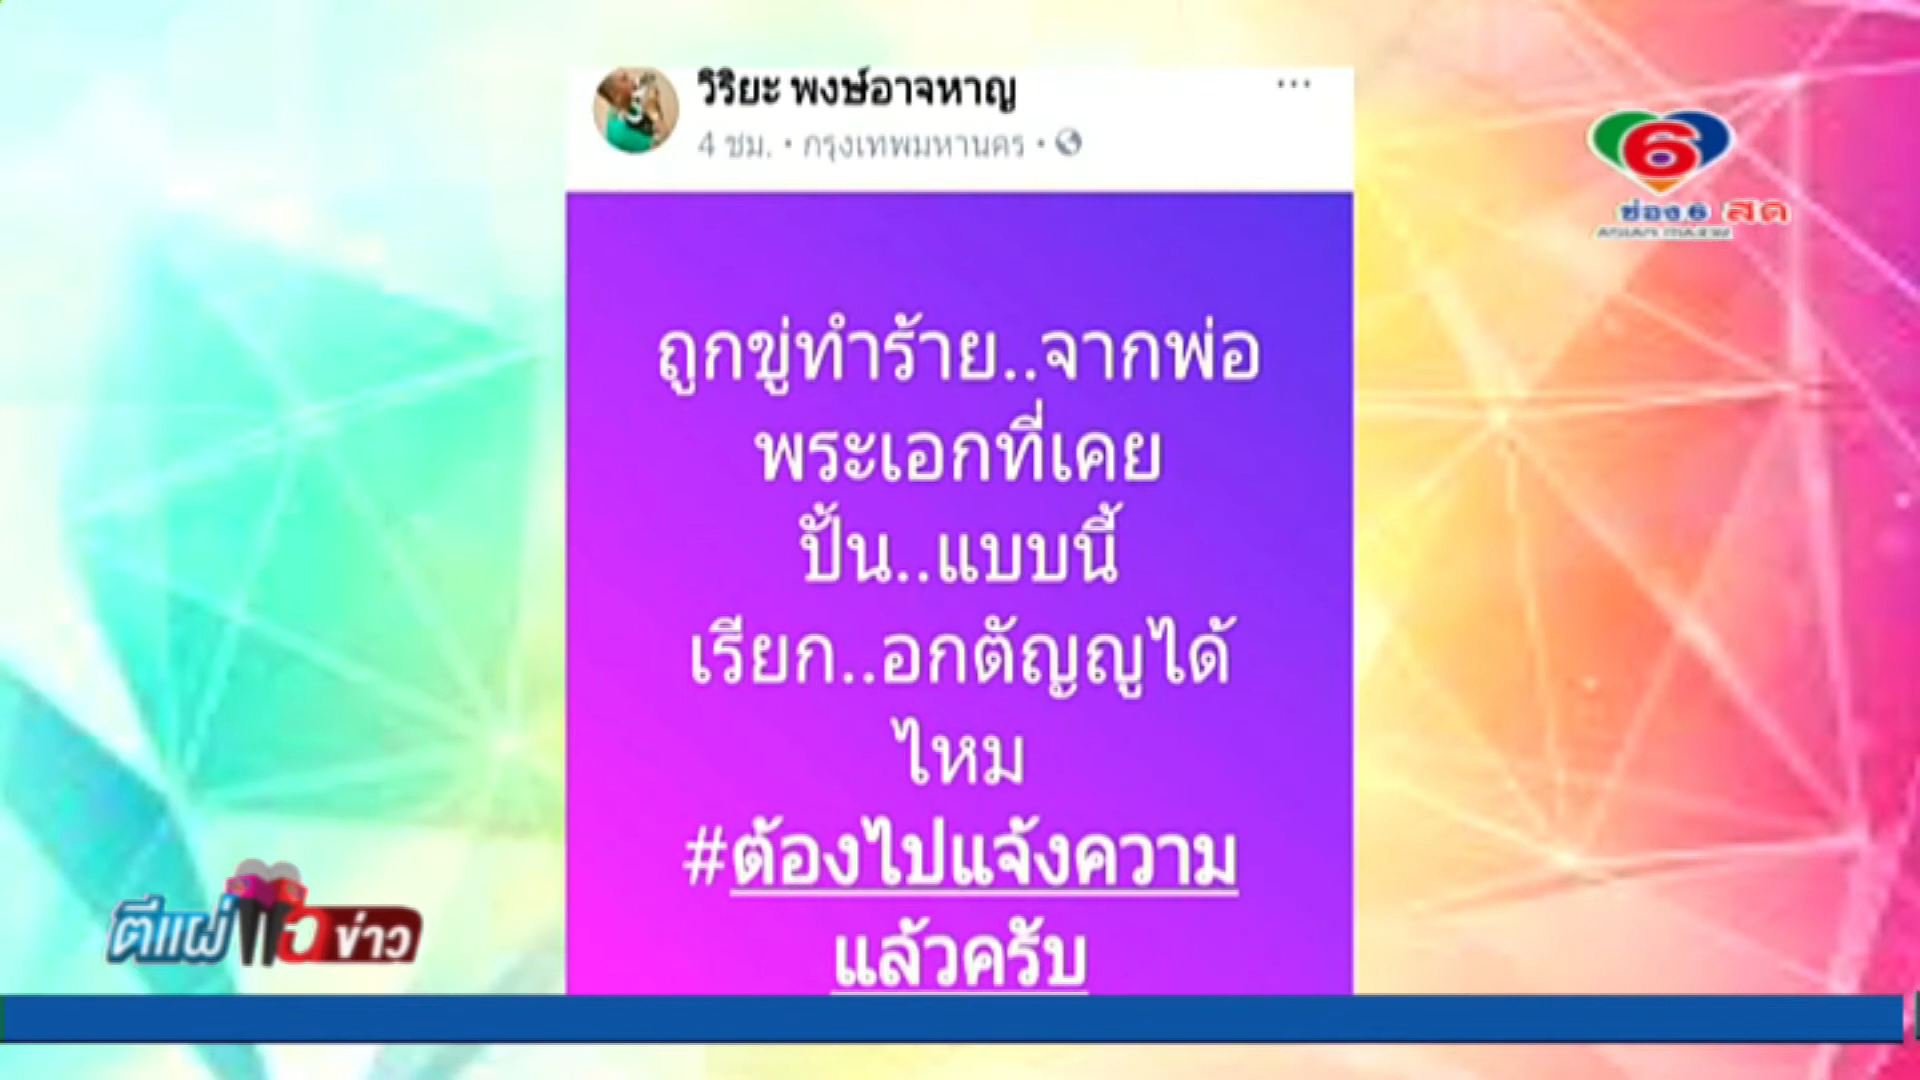 วิริยะ พงษ์อาจหาญ
4 ชม. · กรุงเทพมหานคร ·
6
ช่อง 6 สด
ถูกขู่ทำร้าย..จากพ่อ
พระเอกที่เคย
ปั้น..แบบนี้
เรียก..อกตัญญูได้
ไหม
#ต้องไปแจ้งความ
แล้วครับ
ตีแผ่ ข่าว